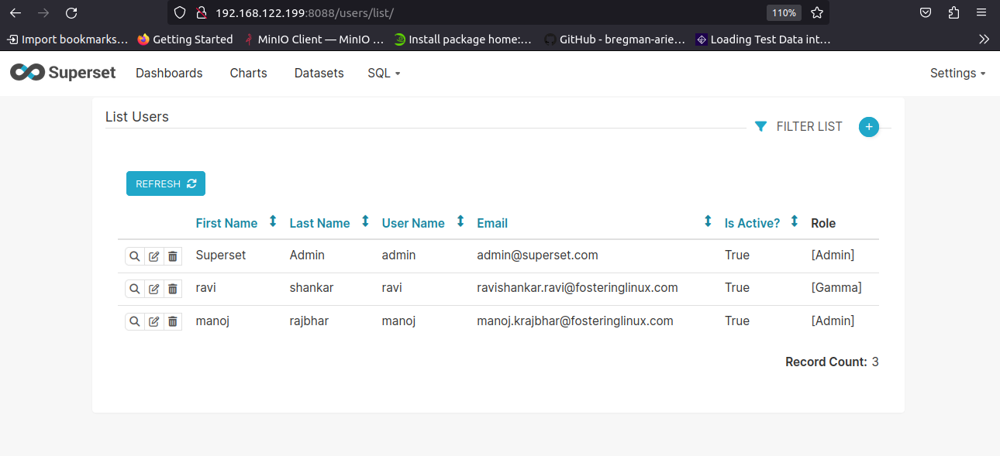 192.168.122.199:8088/users/list/ 110%
Import bookmarks... Getting Started MinIO Client — MinIO ... Install package home:... GitHub - bregman-arie... Loading Test Data int...
Superset Dashboards Charts Datasets SQL Settings
List Users
FILTER LIST +
REFRESH
First Name Last Name User Name Email Is Active? Role
Superset Admin admin admin@superset.com True [Admin]
ravi shankar ravi ravishankar.ravi@fosteringlinux.com True [Gamma]
manoj rajbhar manoj manoj.krajbhar@fosteringlinux.com True [Admin]
Record Count: 3